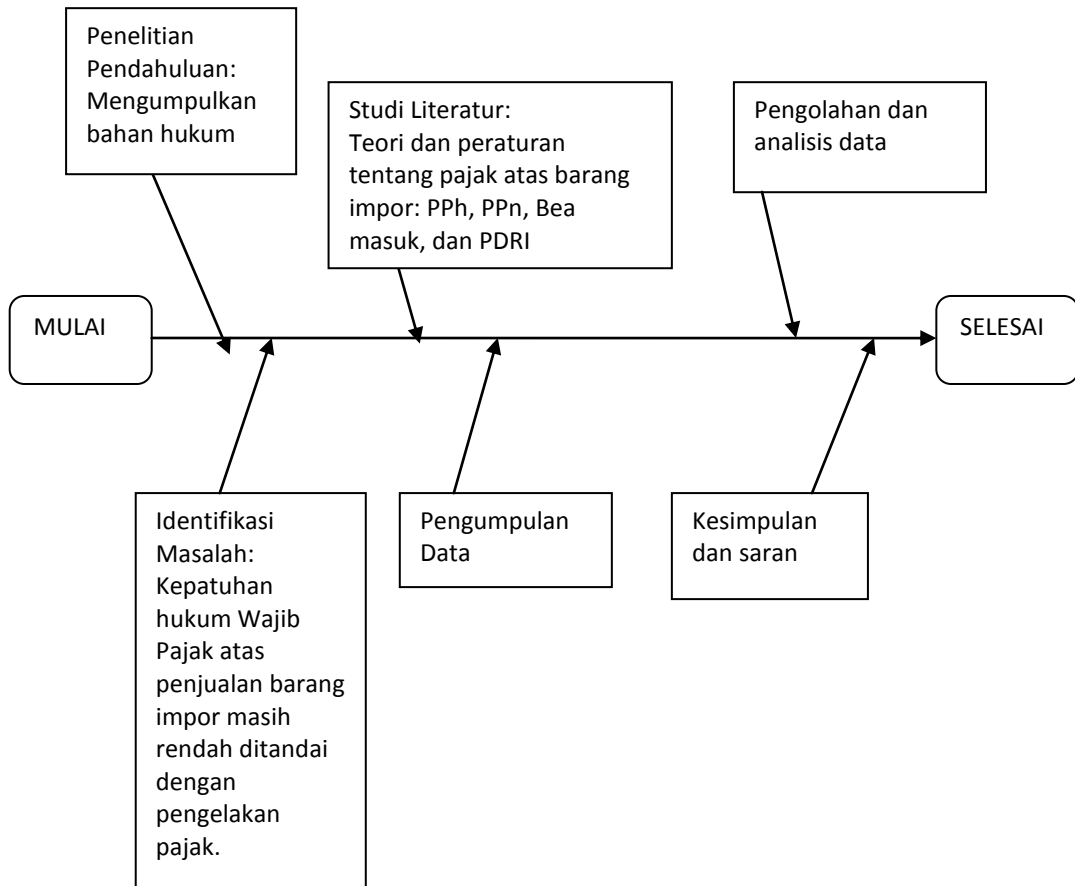 Penelitian
Pendahuluan:
Mengumpulkan
bahan hukum
Studi Literatur:
Teori dan peraturan
tentang pajak atas barang
impor: PPh, PPn, Bea
masuk, dan PDRI
Pengolahan dan
analisis data
MULAI
SELESAI
Identifikasi
Masalah:
Kepatuhan
hukum Wajib
Pajak atas
penjualan barang
impor masih
rendah ditandai
dengan
pengelakan
pajak.
Pengumpulan
Data
Kesimpulan
dan saran